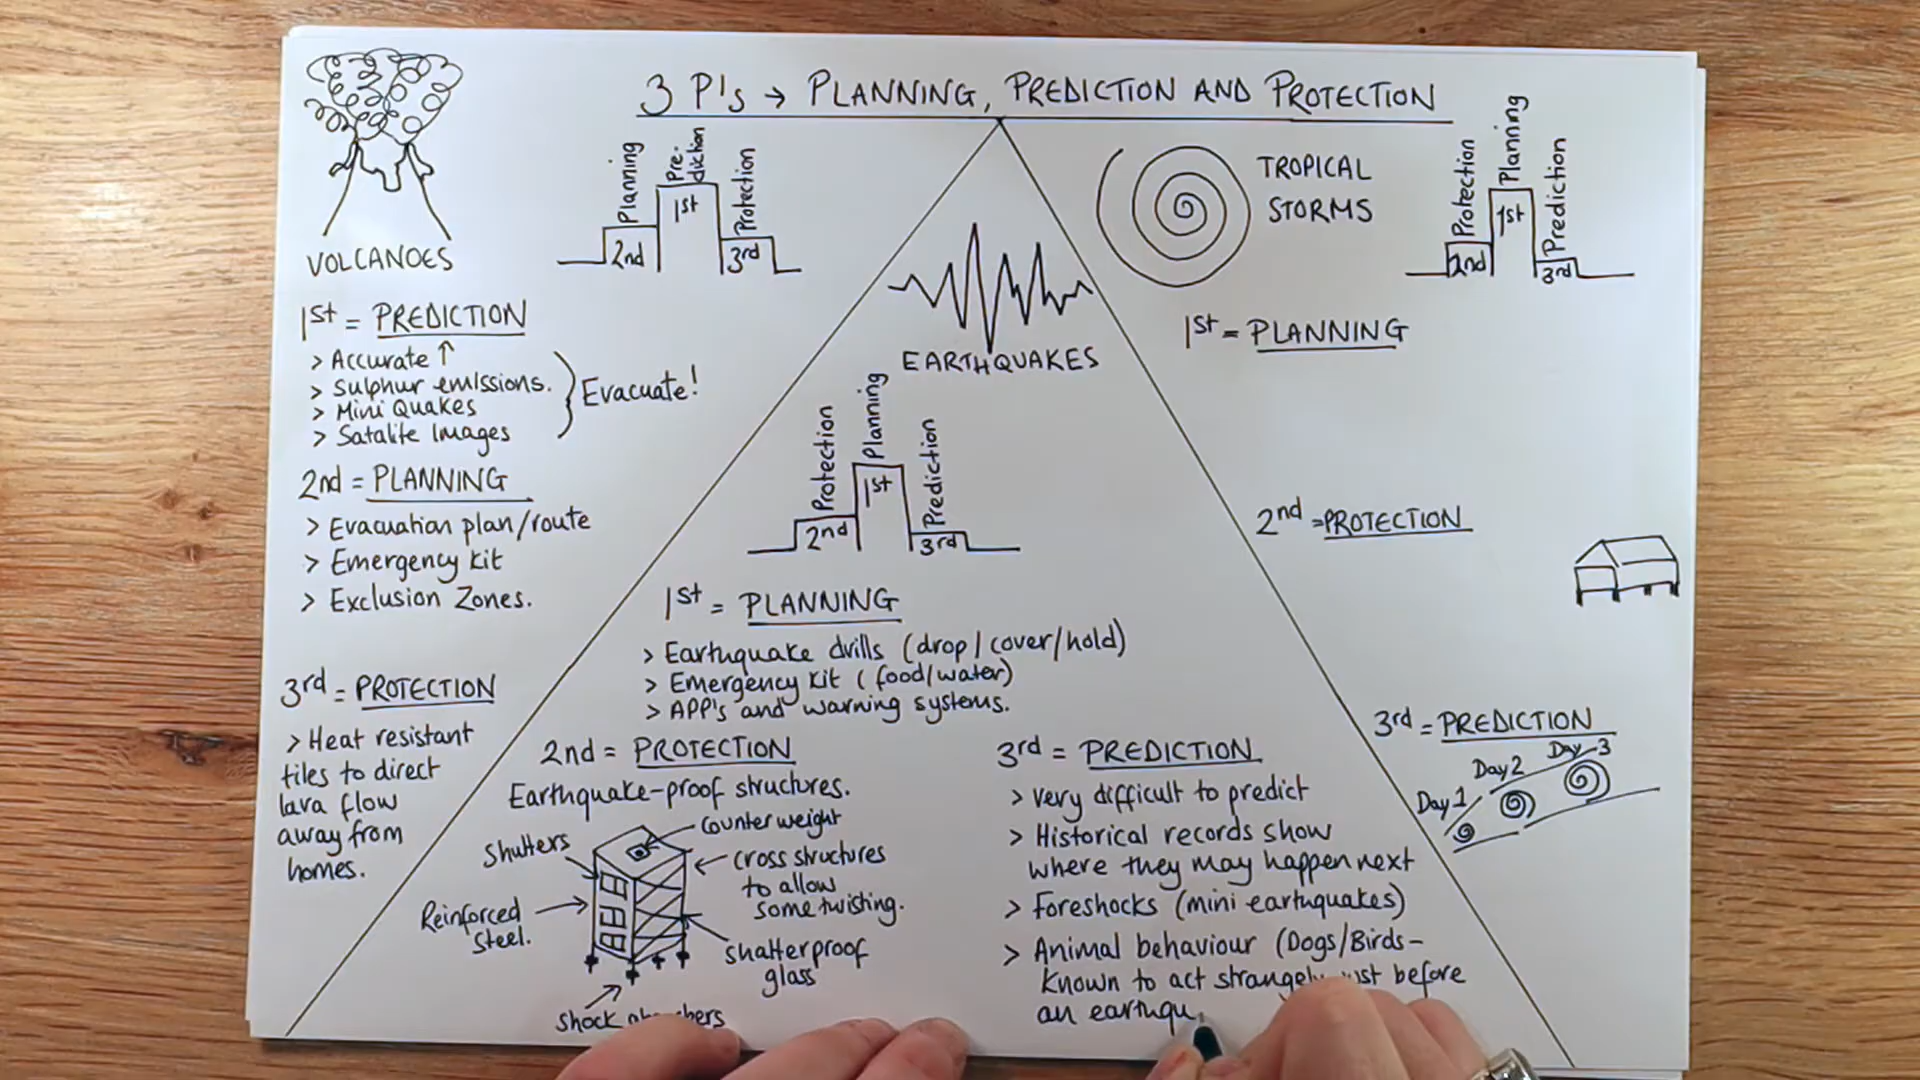 3 P's → PLANNING, PREDICTION AND PROTECTION
VOLCANOES
Planning
Pre-
diction
Protection
2nd
1st
3rd
1st = PREDICTION
> Accurate ↑
> Sulphur emissions.
> Mini Quakes
> Satalite Images
Evacuate!
2nd = PLANNING
> Evacuation plan/route
> Emergency Kit
> Exclusion Zones.
3rd = PROTECTION
> Heat resistant
tiles to direct
lava flow
away from
homes.
EARTHQUAKES
Protection
Planning
Prediction
2nd
1st
3rd
1st = PLANNING
> Earthquake drills (drop/cover/hold)
> Emergency Kit (food/water)
> APP's and warning systems.
2nd = PROTECTION
Earthquake-proof structures.
Shutters
Counter weight
cross structures
to allow
some twisting.
Reinforced
Steel.
shatterproof
glass
shock
3rd = PREDICTION
> very difficult to predict
> Historical records show
where they may happen next
> Foreshocks (mini earthquakes)
> Animal behaviour (Dogs/Birds-
Known to act before
an earthqu
TROPICAL
STORMS
Protection
Planning
Prediction
2nd
1st
3rd
1st = PLANNING
2nd = PROTECTION
3rd = PREDICTION
Day 1
Day 2
Day 3